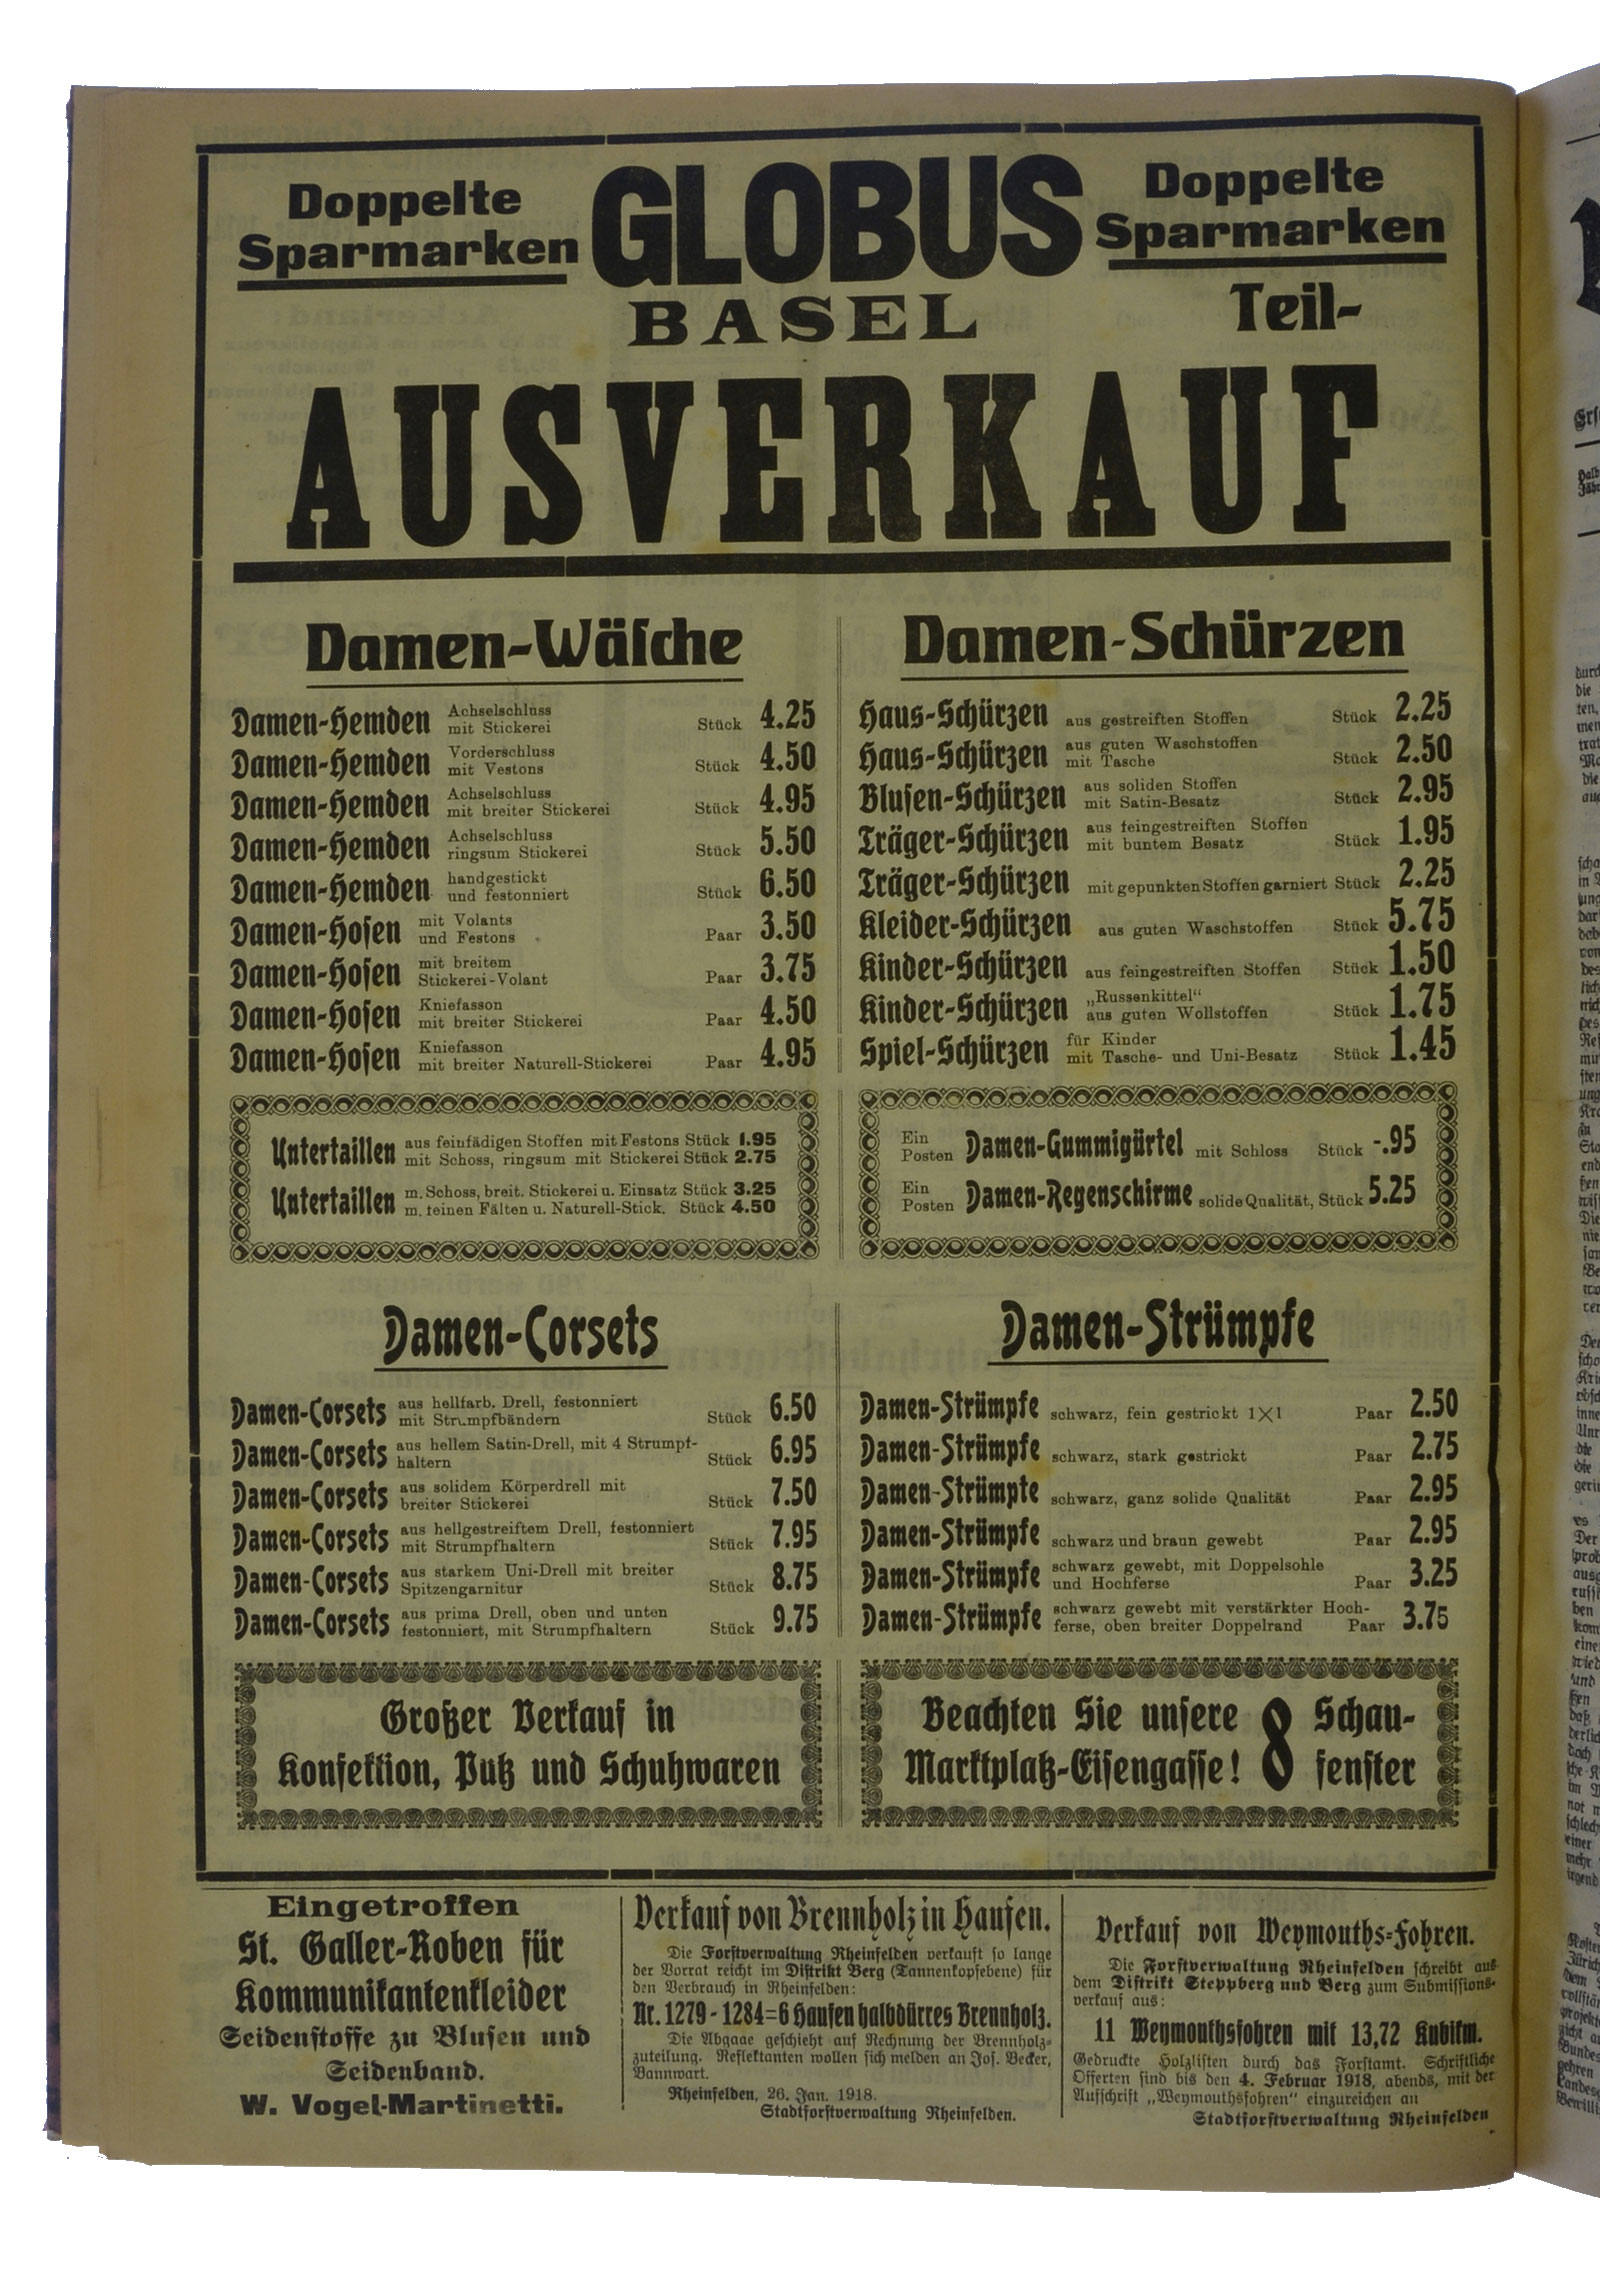 Doppelte
Sparmarken
GLOBUS
BASEL
Doppelte
Sparmarken
Teil-
AUSVERKAUF
Damen-Wäsche
Damen-Hemden Achselschluss mit Stickerei Stück 4.25
Damen-Hemden Vorderschluss mit Vestons Stück 4.50
Damen-Hemden Achselschluss mit breiter Stickerei Stück 4.95
Damen-Hemden Achselschluss ringsum Stickerei Stück 5.50
Damen-Hemden handgestickt und festonniert Stück 6.50
Damen-Hosen mit Volants und Festons Paar 3.50
Damen-Hosen mit breitem Stickerei-Volant Paar 3.75
Damen-Hosen Kniefasson mit breiter Stickerei Paar 4.50
Damen-Hosen Kniefasson mit breiter Naturell-Stickerei Paar 4.95
Untertaillen aus feinfädigen Stoffen mit Festons Stück 1.95
mit Schoss, ringsum mit Stickerei Stück 2.75
Untertaillen m. Schoss, breit. Stickerei u. Einsatz Stück 3.25
m. feinen Fälten u. Naturell-Stick. Stück 4.50
Damen-Schürzen
Haus-Schürzen aus gestreiften Stoffen Stück 2.25
Haus-Schürzen aus guten Waschstoffen mit Tasche Stück 2.50
Blusen-Schürzen aus soliden Stoffen mit Satin-Besatz Stück 2.95
Träger-Schürzen aus feingestreiften Stoffen mit buntem Besatz Stück 1.95
Träger-Schürzen mit gepunkten Stoffen garniert Stück 2.25
Kleider-Schürzen aus guten Waschstoffen Stück 5.75
Kinder-Schürzen aus feingestreiften Stoffen Stück 1.50
Kinder-Schürzen „Russenkittel“ aus guten Wollstoffen Stück 1.75
Spiel-Schürzen für Kinder mit Tasche- und Uni-Besatz Stück 1.45
Ein Posten Damen-Gummigürtel mit Schloss Stück -.95
Ein Posten Damen-Regenschirme solide Qualität, Stück 5.25
Damen-Corsets
Damen-Corsets aus hellfarb. Drell, festonniert mit Strumpfbändern Stück 6.50
Damen-Corsets aus hellem Satin-Drell, mit 4 Strumpf-haltern Stück 6.95
Damen-Corsets aus solidem Körperdrell mit breiter Stickerei Stück 7.50
Damen-Corsets aus hellgestreiftem Drell, festonniert mit Strumpfhaltern Stück 7.95
Damen-Corsets aus starkem Uni-Drell mit breiter Spitzengarnitur Stück 8.75
Damen-Corsets aus prima Drell, oben und unten festonniert, mit Strumpfhaltern Stück 9.75
Damen-Strümpfe
Damen-Strümpfe schwarz, fein gestrickt 1×1 Paar 2.50
Damen-Strümpfe schwarz, stark gestrickt Paar 2.75
Damen-Strümpfe schwarz, ganz solide Qualität Paar 2.95
Damen-Strümpfe schwarz und braun gewebt Paar 2.95
Damen-Strümpfe schwarz gewebt, mit Doppelsohle und Hochferse Paar 3.25
Damen-Strümpfe schwarz gewebt mit verstärkter Hoch-ferse, oben breiter Doppelrand Paar 3.75
Großer Verkauf in
Konfektion, Putz und Schuhwaren
Beachten Sie unsere 8 Schau-
Marktplatz-Eisengasse! fenster
Eingetroffen
St. Galler-Roben für
Kommunikantenkleider
Seidenstoffe zu Blusen und
Seidenband.
W. Vogel-Martinetti.
Verkauf von Brennholz in Haufen.
Die Forstverwaltung Rheinfelden verkauft so lange
der Vorrat reicht im Distrikt Berg (Tannenkopfebene) für
den Verbrauch in Rheinfelden:
Nr. 1279-1284=6 Haufen halbdürres Brennholz.
Die Abgabe geschieht auf Rechnung der Brennholz-
zuteilung. Reflektanten wollen sich melden an Jos. Becker,
Bannwart.
Rheinfelden, 26. Jan. 1918.
Stadtforstverwaltung Rheinfelden.
Verkauf von Weymouths-Fohren.
Die Forstverwaltung Rheinfelden schreibt aus
dem Distrikt Steppberg und Berg zum Submissions-
verkauf aus:
11 Weymouthsfohren mit 13,72 Kubikm.
Gedruckte Holzlisten durch das Forstamt. Schriftliche
Offerten sind bis den 4. Februar 1918, abends, mit der
Aufschrift „Weymouthsfohren“ einzureichen an
Stadtforstverwaltung Rheinfelden